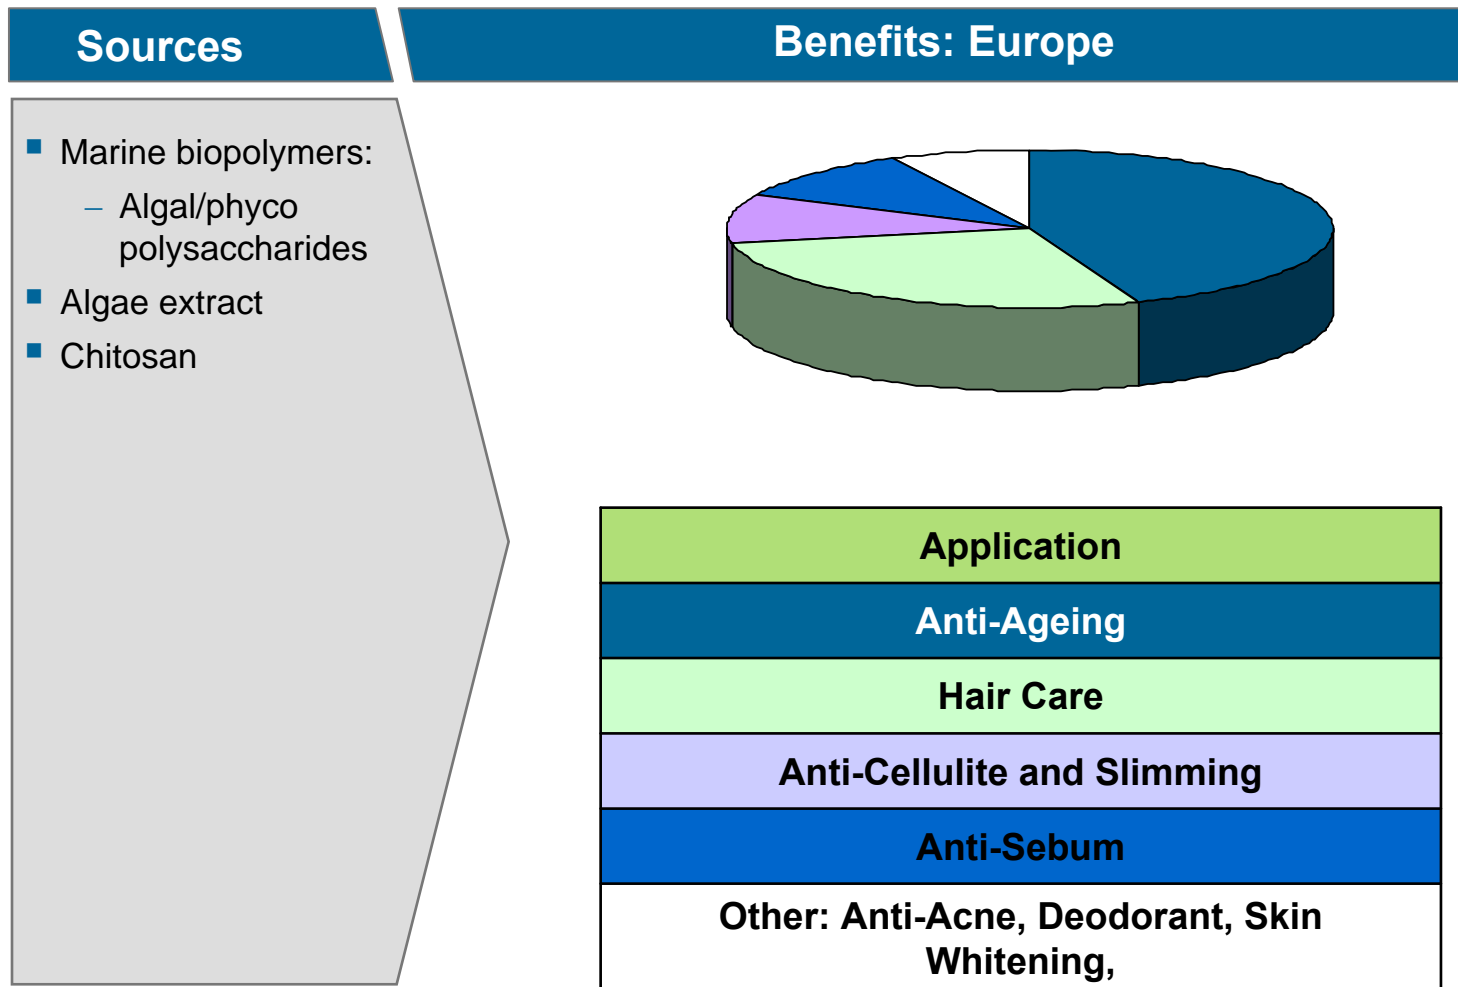 Sources
Benefits: Europe
Marine biopolymers:
– Algal/phyco
polysaccharides
Algae extract
Chitosan
Application
Anti-Ageing
Hair Care
Anti-Cellulite and Slimming
Anti-Sebum
Other: Anti-Acne, Deodorant, Skin
Whitening,